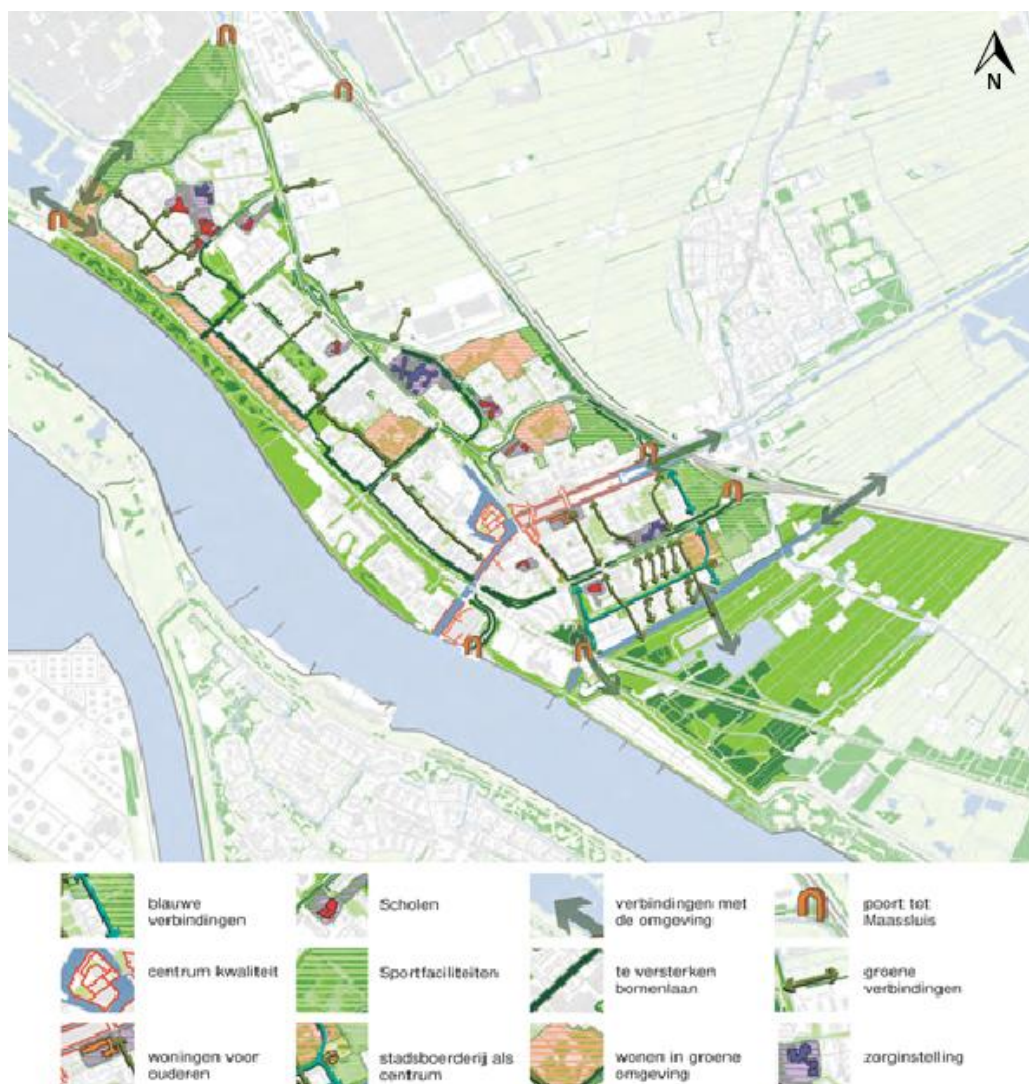 N
blauwe
verbindingen
Scholen
verbindingen met
de omgeving
poort tot
Maassluis
centrum kwaliteit
Sportfaciliteiten
te versterken
bomenlaan
groene
verbindingen
woningen voor
ouderen
stadsboerderij als
centrum
wonen in groene
omgeving
zorginstelling